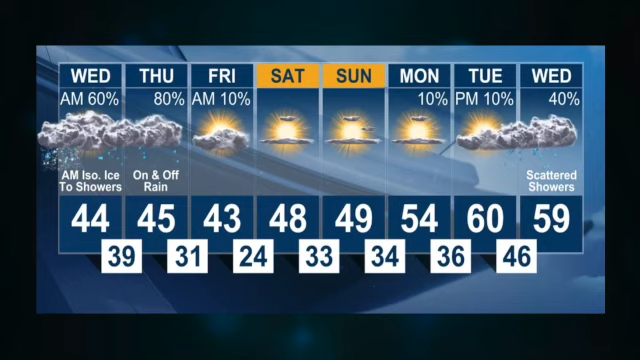 WED THU FRI SAT SUN MON TUE WED
AM 60% 80% AM 10% 10% PM 10% 40%
AM Iso. Ice On & Off Scattered
To Showers Rain Showers
44 45 43 48 49 54 60 59
39 31 24 33 34 36 46